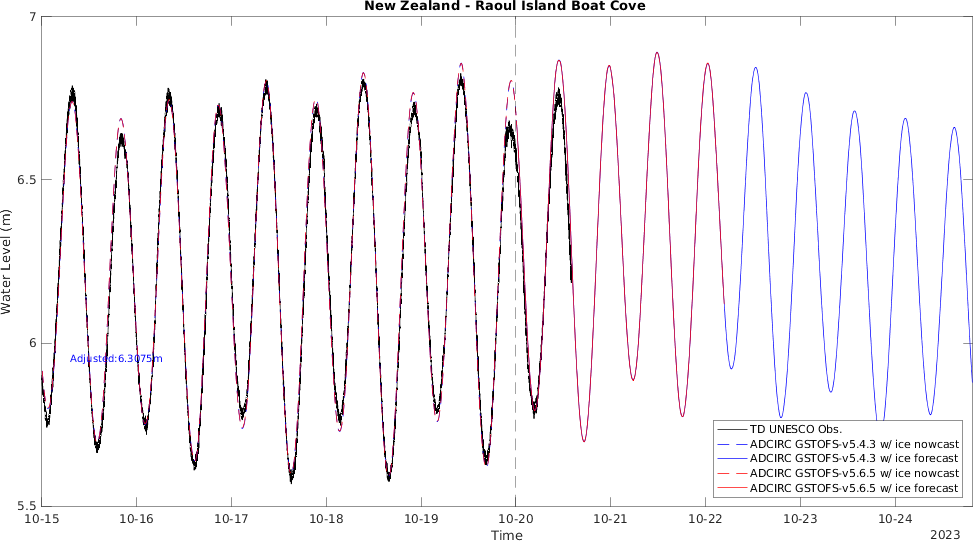 New Zealand - Raoul Island Boat Cove
7
6.5
6
5.5
Water Level (m)
Adjusted:6.3075m
TD UNESCO Obs.
ADCIRC GSTOFS-v5.4.3 w/ ice nowcast
ADCIRC GSTOFS-v5.4.3 w/ ice forecast
ADCIRC GSTOFS-v5.6.5 w/ ice nowcast
ADCIRC GSTOFS-v5.6.5 w/ ice forecast
10-15 10-16 10-17 10-18 10-19 10-20 10-21 10-22 10-23 10-24
Time
2023